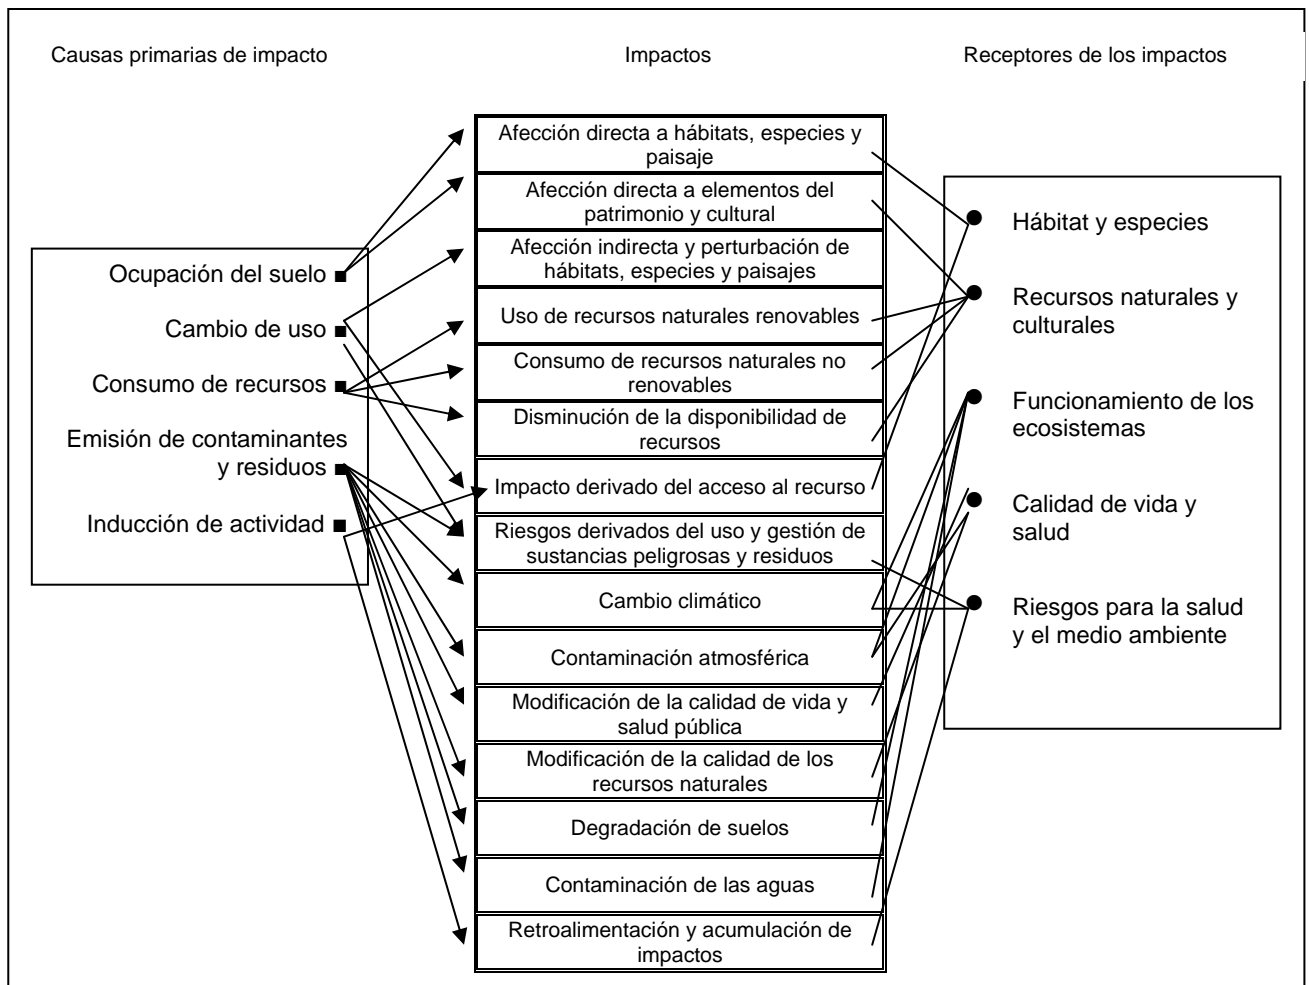 Causas primarias de impacto
Impactos
Receptores de los impactos
Ocupación del suelo
Cambio de uso
Consumo de recursos
Emisión de contaminantes
y residuos
Inducción de actividad
Afección directa a hábitats, especies y
paisaje
Afección directa a elementos del
patrimonio y cultural
Afección indirecta y perturbación de
hábitats, especies y paisajes
Uso de recursos naturales renovables
Consumo de recursos naturales no
renovables
Disminución de la disponibilidad de
recursos
Impacto derivado del acceso al recurso
Riesgos derivados del uso y gestión de
sustancias peligrosas y residuos
Cambio climático
Contaminación atmosférica
Modificación de la calidad de vida y
salud pública
Modificación de la calidad de los
recursos naturales
Degradación de suelos
Contaminación de las aguas
Retroalimentación y acumulación de
impactos
Hábitat y especies
Recursos naturales y
culturales
Funcionamiento de los
ecosistemas
Calidad de vida y
salud
Riesgos para la salud
y el medio ambiente